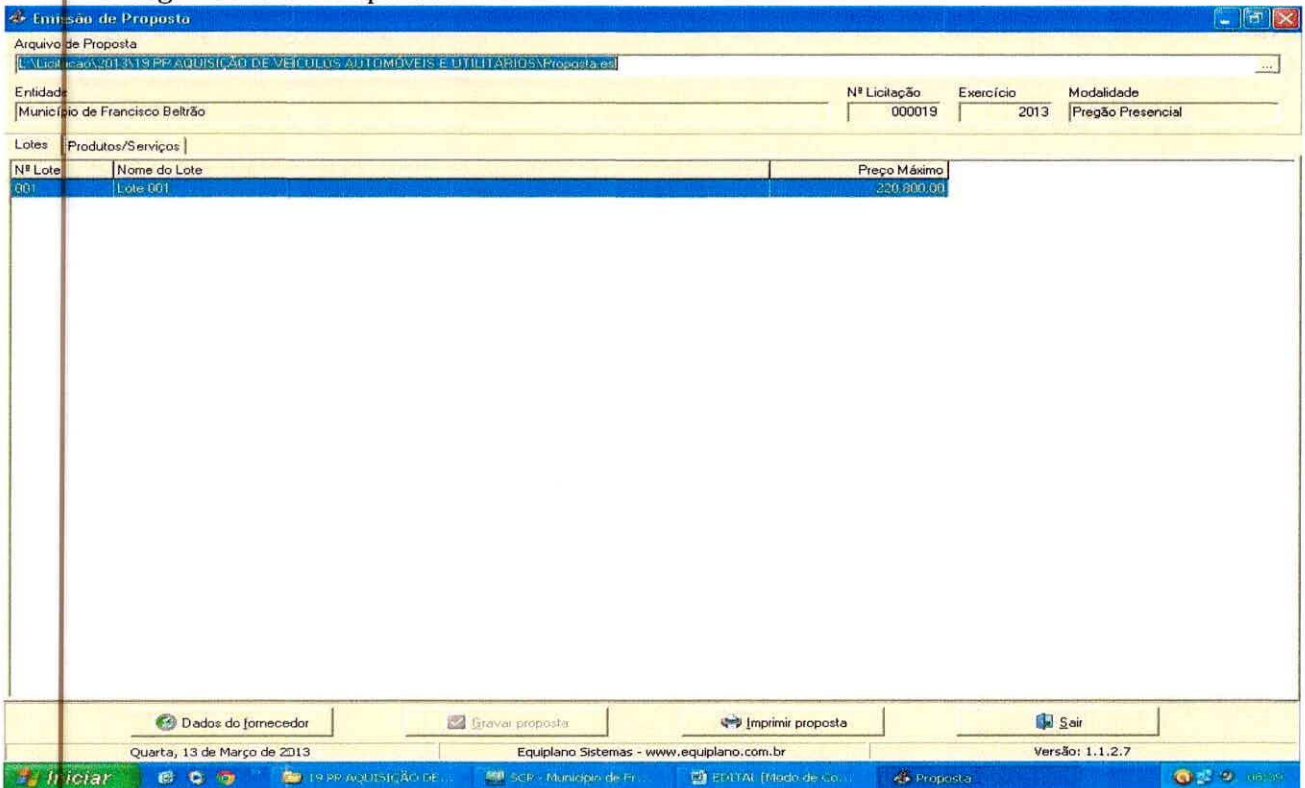 Emissão de Proposta
Arquivo de Proposta
L:\Licitacao\2013\19 PP AQUISIÇÃO DE VEÍCULOS AUTOMÓVEIS E UTILITÁRIOS\Proposta.esl
...
Entidade Nº Licitação Exercício Modalidade
Município de Francisco Beltrão 000019 2013 Pregão Presencial
Lotes Produtos/Serviços
Nº Lote Nome do Lote Preço Máximo
001 Lote 001 220.800,00
Dados do fornecedor Gravar proposta Imprimir proposta Sair
Quarta, 13 de Março de 2013 Equiplano Sistemas - www.equiplano.com.br Versão: 1.1.2.7
Iniciar 19 PP AQUISIÇÃO DE ... SCP - Município de Fr... EDITAL [Modo de Co... Proposta